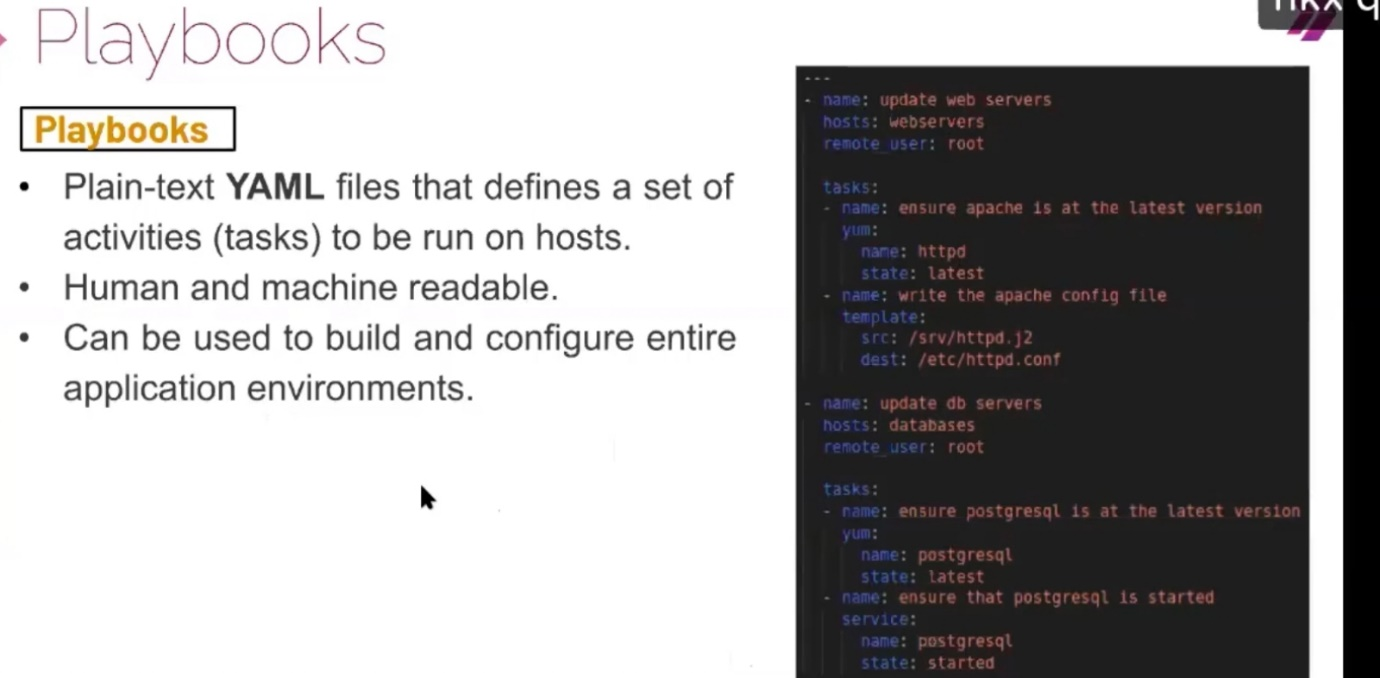 Playbooks
Playbooks
• Plain-text YAML files that defines a set of
activities (tasks) to be run on hosts.
• Human and machine readable.
• Can be used to build and configure entire
application environments.
---
- name: update web servers
hosts: webservers
remote_user: root
tasks:
- name: ensure apache is at the latest version
yum:
name: httpd
state: latest
- name: write the apache config file
template:
src: /srv/httpd.j2
dest: /etc/httpd.conf
- name: update db servers
hosts: databases
remote_user: root
tasks:
- name: ensure postgresql is at the latest version
yum:
name: postgresql
state: latest
- name: ensure that postgresql is started
service:
name: postgresql
state: started